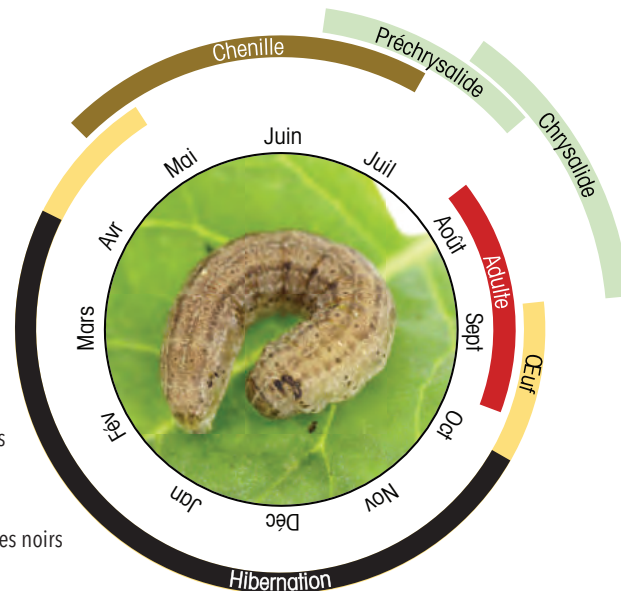 Chenille
Préchrysalide
Chrysalide
Juin
Juil
Août
Sept
Oct
Nov
Déc
Jan
Fév
Mars
Avr
Mai
Adulte
Œuf
Hibernation
s
es noirs